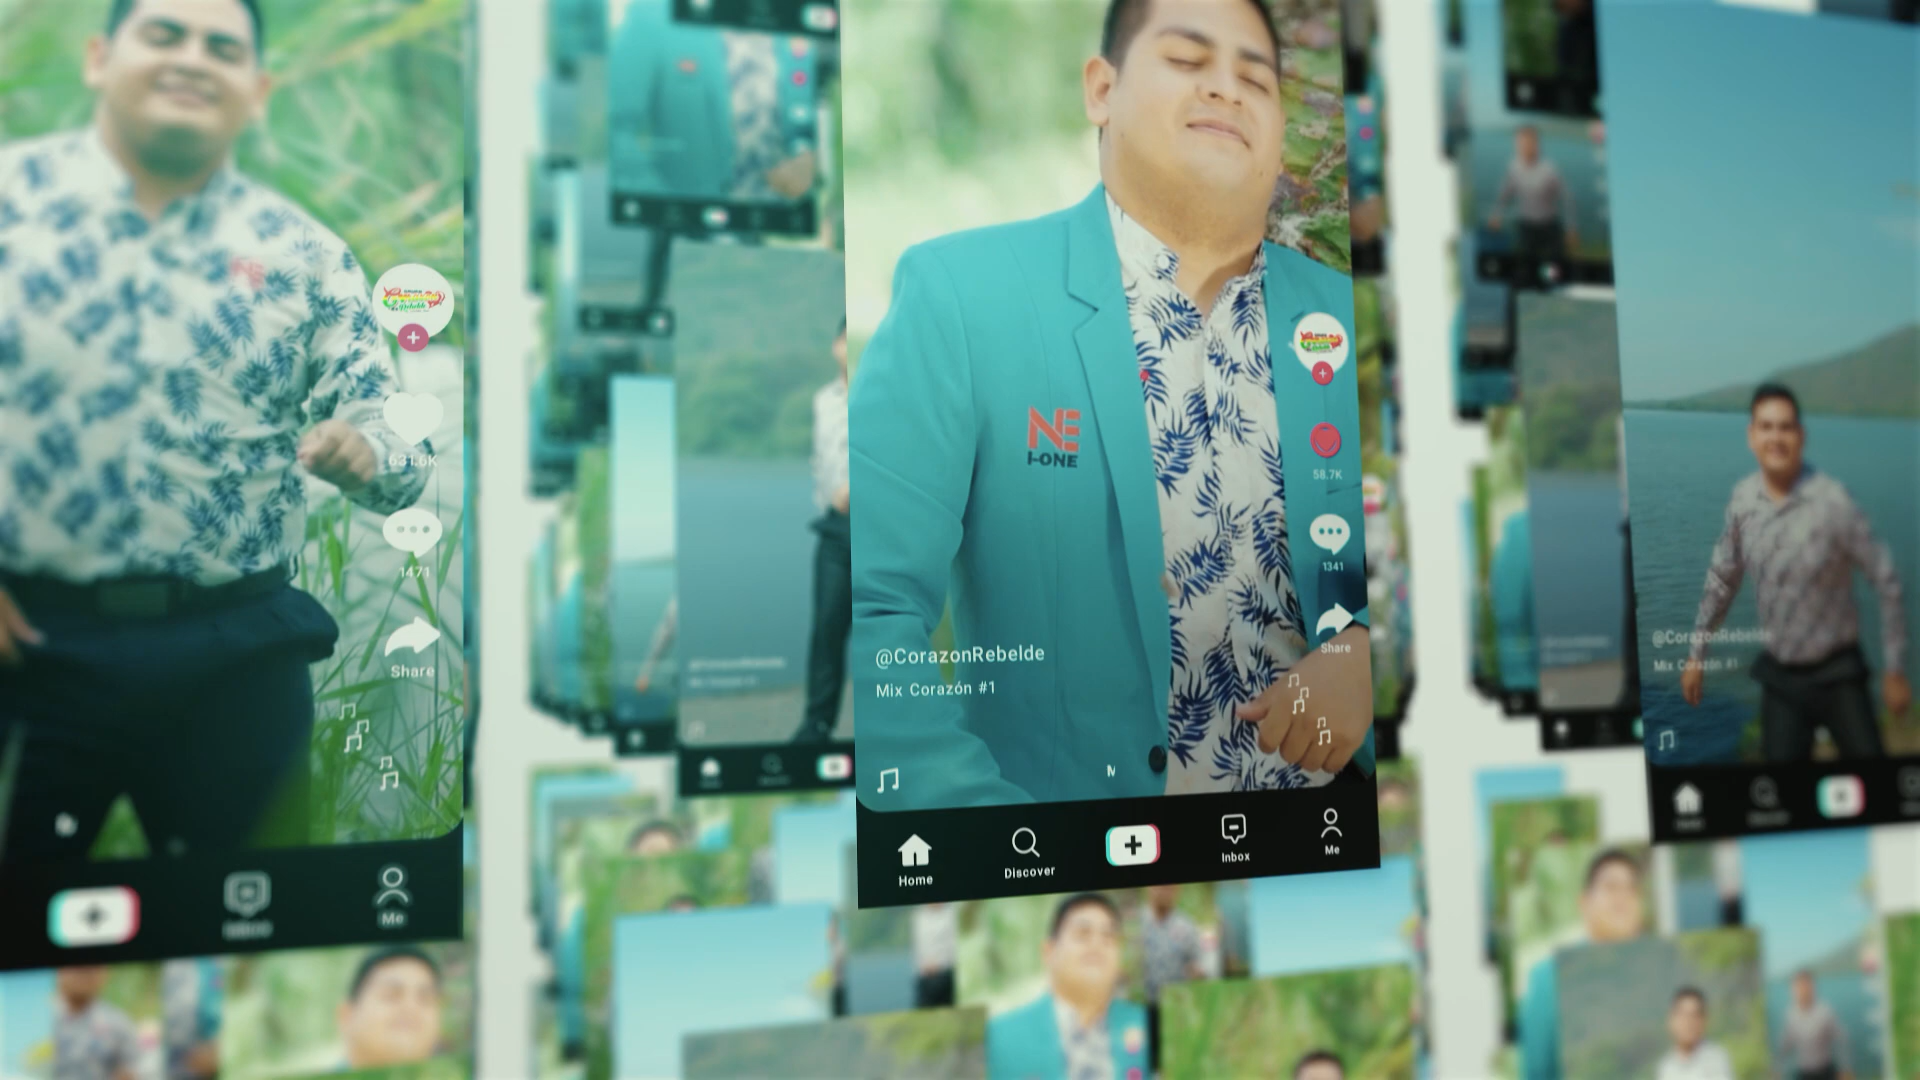 631.6K
1471
Share
Me
NE
I-ONE
58.7K
1341
Share
@CorazonRebelde
Mix Corazón #1
M
Home
Discover
Inbox
Me
@CorazonRebelde
Mix Corazón #1